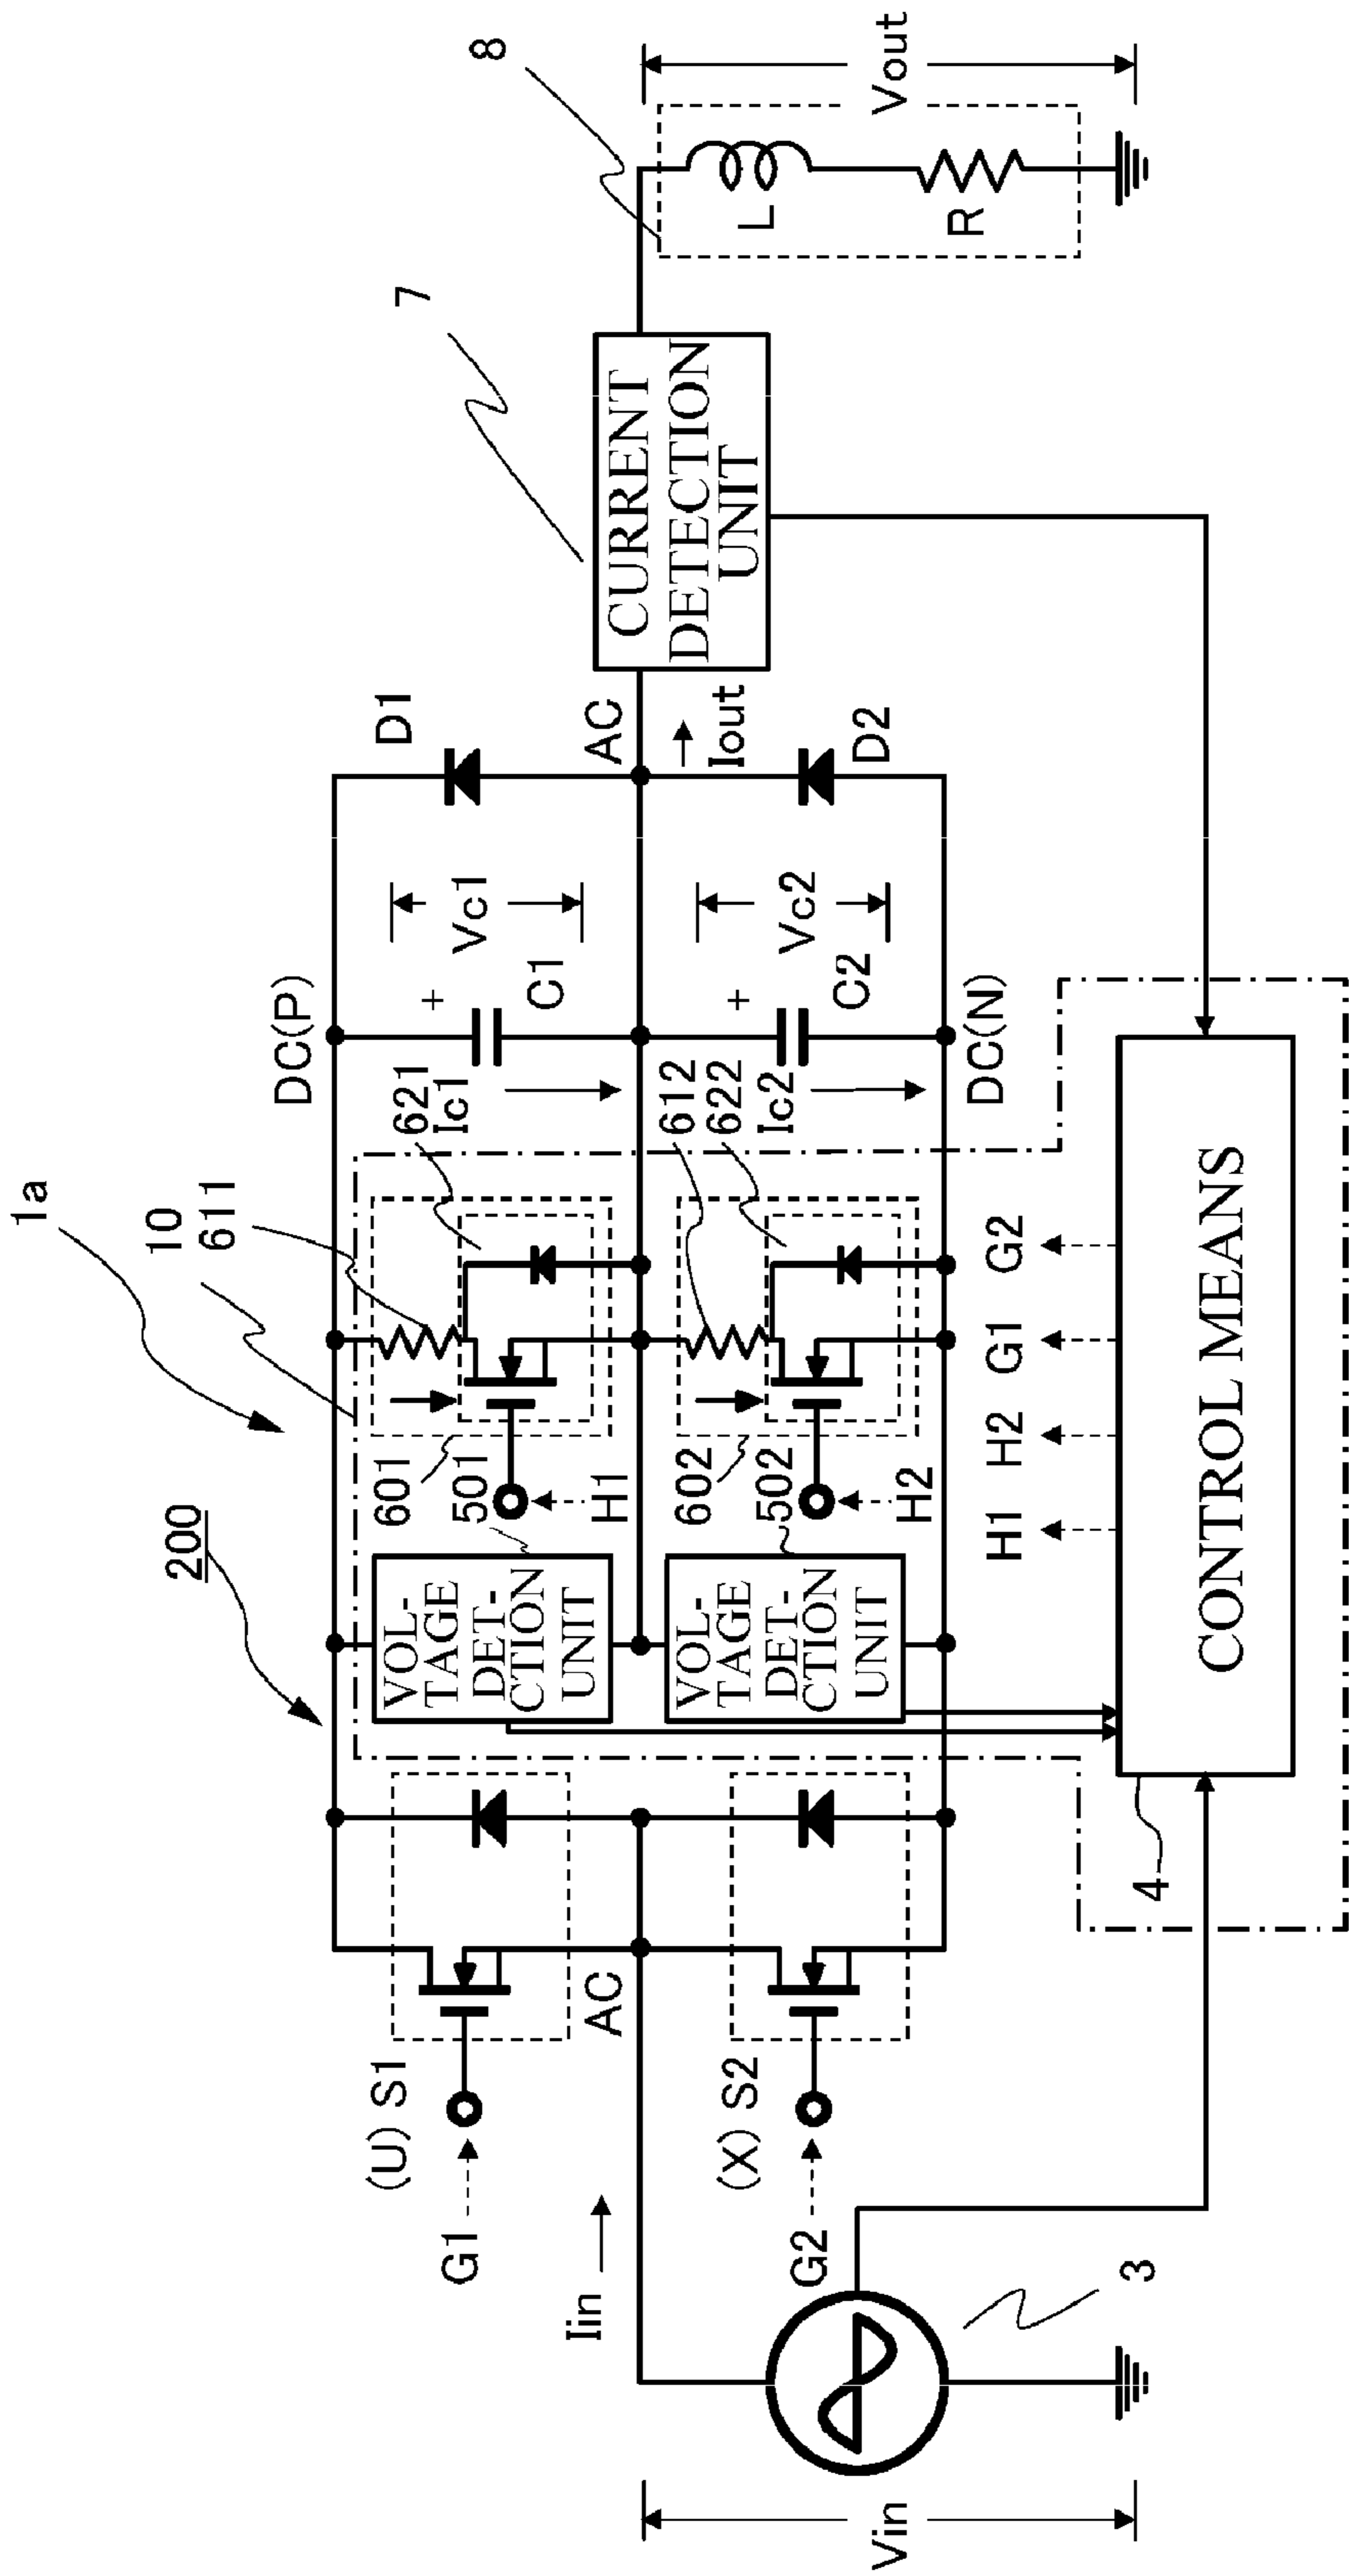 200
1a
10
611
8
7
DC(P)
D1
(U) S1
G1
VOL-
TAGE
DET-
CTION
UNIT
601
501
H1
621
Ic1
+
C1
Vc1
Iin
AC
AC
Iout
CURRENT
DETECTION
UNIT
L
R
Vout
(X) S2
G2
VOL-
TAGE
DET-
CTION
UNIT
602
502
H2
612
622
Ic2
+
C2
Vc2
D2
DC(N)
Vin
3
4
H1
H2
G1
G2
CONTROL MEANS